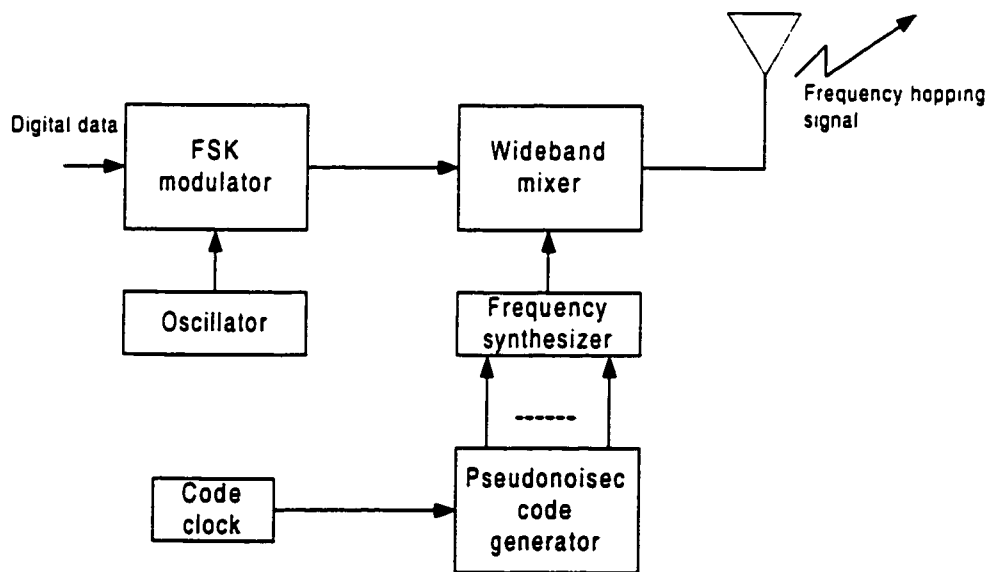 Digital data
FSK
modulator
Wideband
mixer
Frequency hopping
signal
Oscillator
Frequency
synthesizer
Code
clock
Pseudonoisec
code
generator